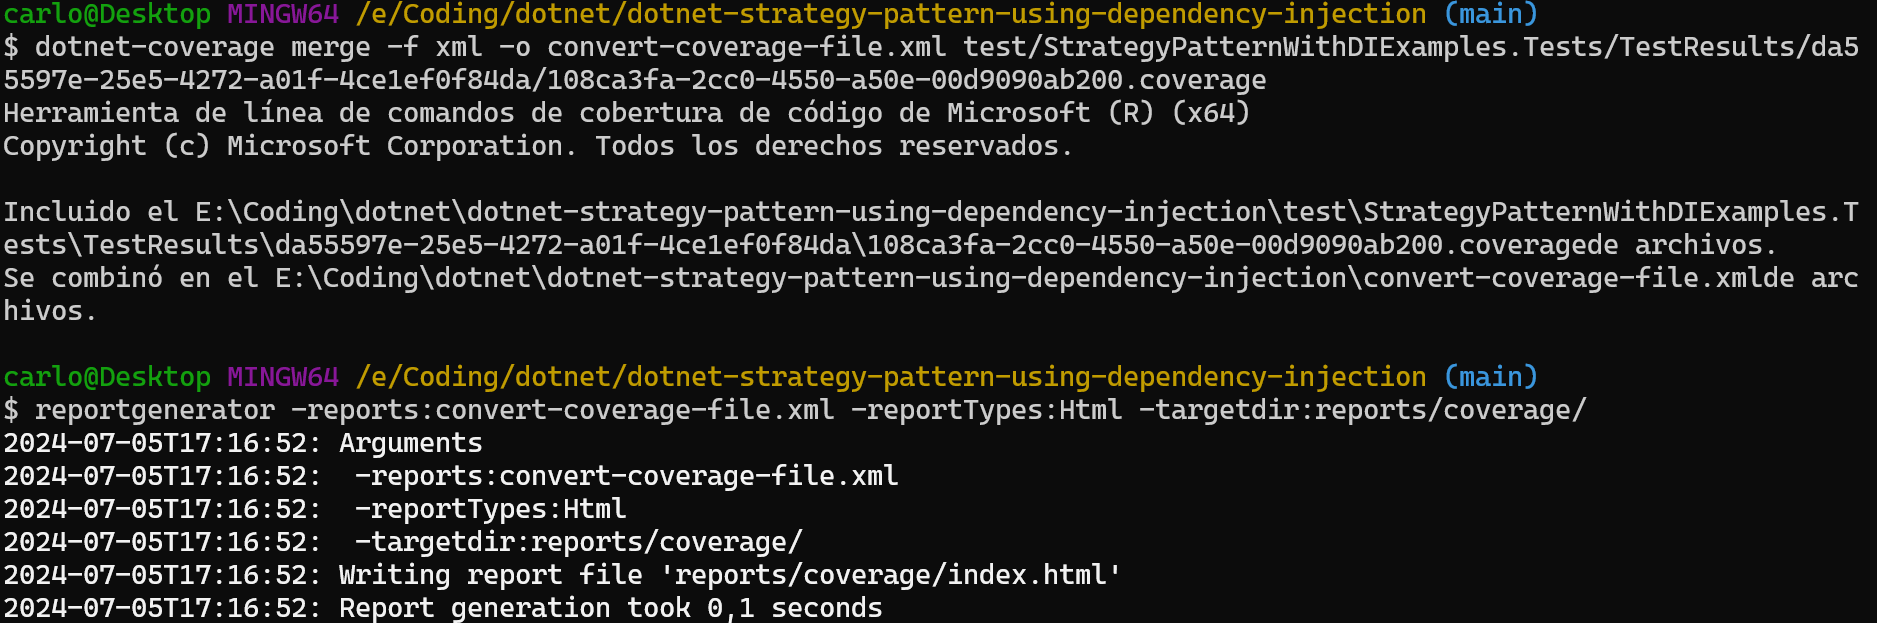 carlo@Desktop MINGW64 /e/Coding/dotnet/dotnet-strategy-pattern-using-dependency-injection (main)
$ dotnet-coverage merge -f xml -o convert-coverage-file.xml test/StrategyPatternWithDIExamples.Tests/TestResults/da5
5597e-25e5-4272-a01f-4ce1ef0f84da/108ca3fa-2cc0-4550-a50e-00d9090ab200.coverage
Herramienta de línea de comandos de cobertura de código de Microsoft (R) (x64)
Copyright (c) Microsoft Corporation. Todos los derechos reservados.

Incluido el E:\Coding\dotnet\dotnet-strategy-pattern-using-dependency-injection\test\StrategyPatternWithDIExamples.T
ests\TestResults\da55597e-25e5-4272-a01f-4ce1ef0f84da\108ca3fa-2cc0-4550-a50e-00d9090ab200.coveragede archivos.
Se combinó en el E:\Coding\dotnet\dotnet-strategy-pattern-using-dependency-injection\convert-coverage-file.xmlde arc
hivos.

carlo@Desktop MINGW64 /e/Coding/dotnet/dotnet-strategy-pattern-using-dependency-injection (main)
$ reportgenerator -reports:convert-coverage-file.xml -reportTypes:Html -targetdir:reports/coverage/
2024-07-05T17:16:52: Arguments
2024-07-05T17:16:52:  -reports:convert-coverage-file.xml
2024-07-05T17:16:52:  -reportTypes:Html
2024-07-05T17:16:52:  -targetdir:reports/coverage/
2024-07-05T17:16:52: Writing report file 'reports/coverage/index.html'
2024-07-05T17:16:52: Report generation took 0,1 seconds